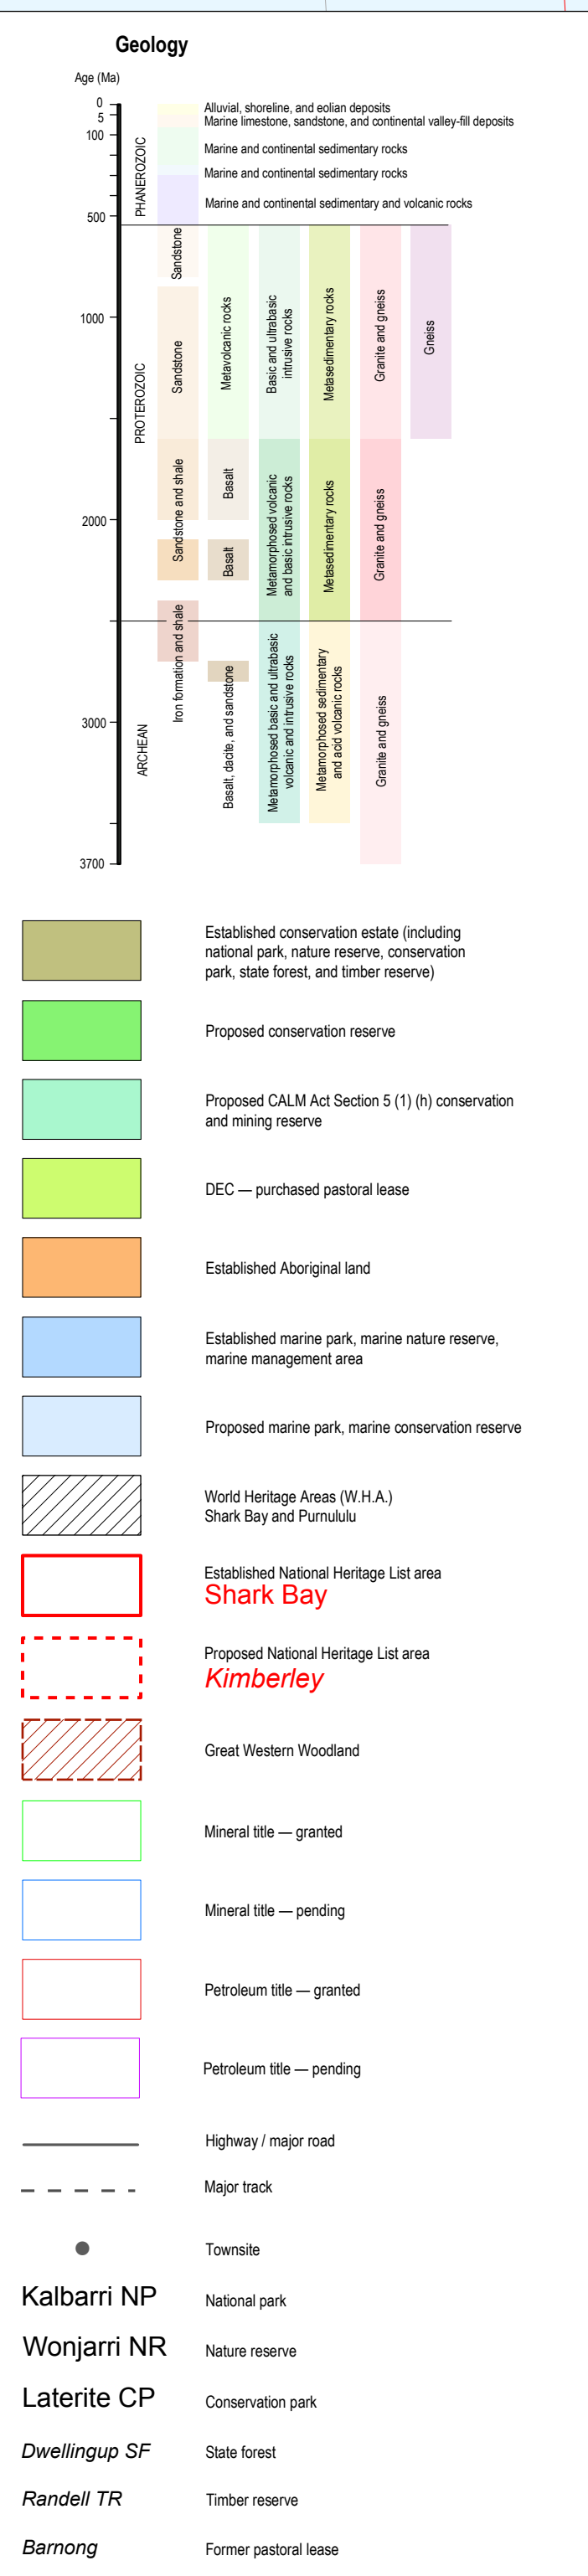 Geology
Age (Ma)
0
5
100
500
1000
2000
3000
3700
PHANEROZOIC
PROTEROZOIC
ARCHEAN
Alluvial, shoreline, and eolian deposits
Marine limestone, sandstone, and continental valley-fill deposits
Marine and continental sedimentary rocks
Marine and continental sedimentary rocks
Marine and continental sedimentary and volcanic rocks
Sandstone
Sandstone
Metavolcanic rocks
Basic and ultrabasic
intrusive rocks
Metasedimentary rocks
Granite and gneiss
Gneiss
Sandstone and shale
Basalt
Basalt
Metamorphosed volcanic
and basic intrusive rocks
Metasedimentary rocks
Granite and gneiss
Iron formation and shale
Basalt, dacite, and sandstone
Metamorphosed basic and ultrabasic
volcanic and intrusive rocks
Metamorphosed sedimentary
and acid volcanic rocks
Granite and gneiss
Established conservation estate (including
national park, nature reserve, conservation
park, state forest, and timber reserve)
Proposed conservation reserve
Proposed CALM Act Section 5 (1) (h) conservation
and mining reserve
DEC — purchased pastoral lease
Established Aboriginal land
Established marine park, marine nature reserve,
marine management area
Proposed marine park, marine conservation reserve
World Heritage Areas (W.H.A.)
Shark Bay and Purnululu
Established National Heritage List area
Shark Bay
Proposed National Heritage List area
Kimberley
Great Western Woodland
Mineral title — granted
Mineral title — pending
Petroleum title — granted
Petroleum title — pending
Highway / major road
Major track
Townsite
Kalbarri NP National park
Wonjarri NR Nature reserve
Laterite CP Conservation park
Dwellingup SF State forest
Randell TR Timber reserve
Barnong Former pastoral lease